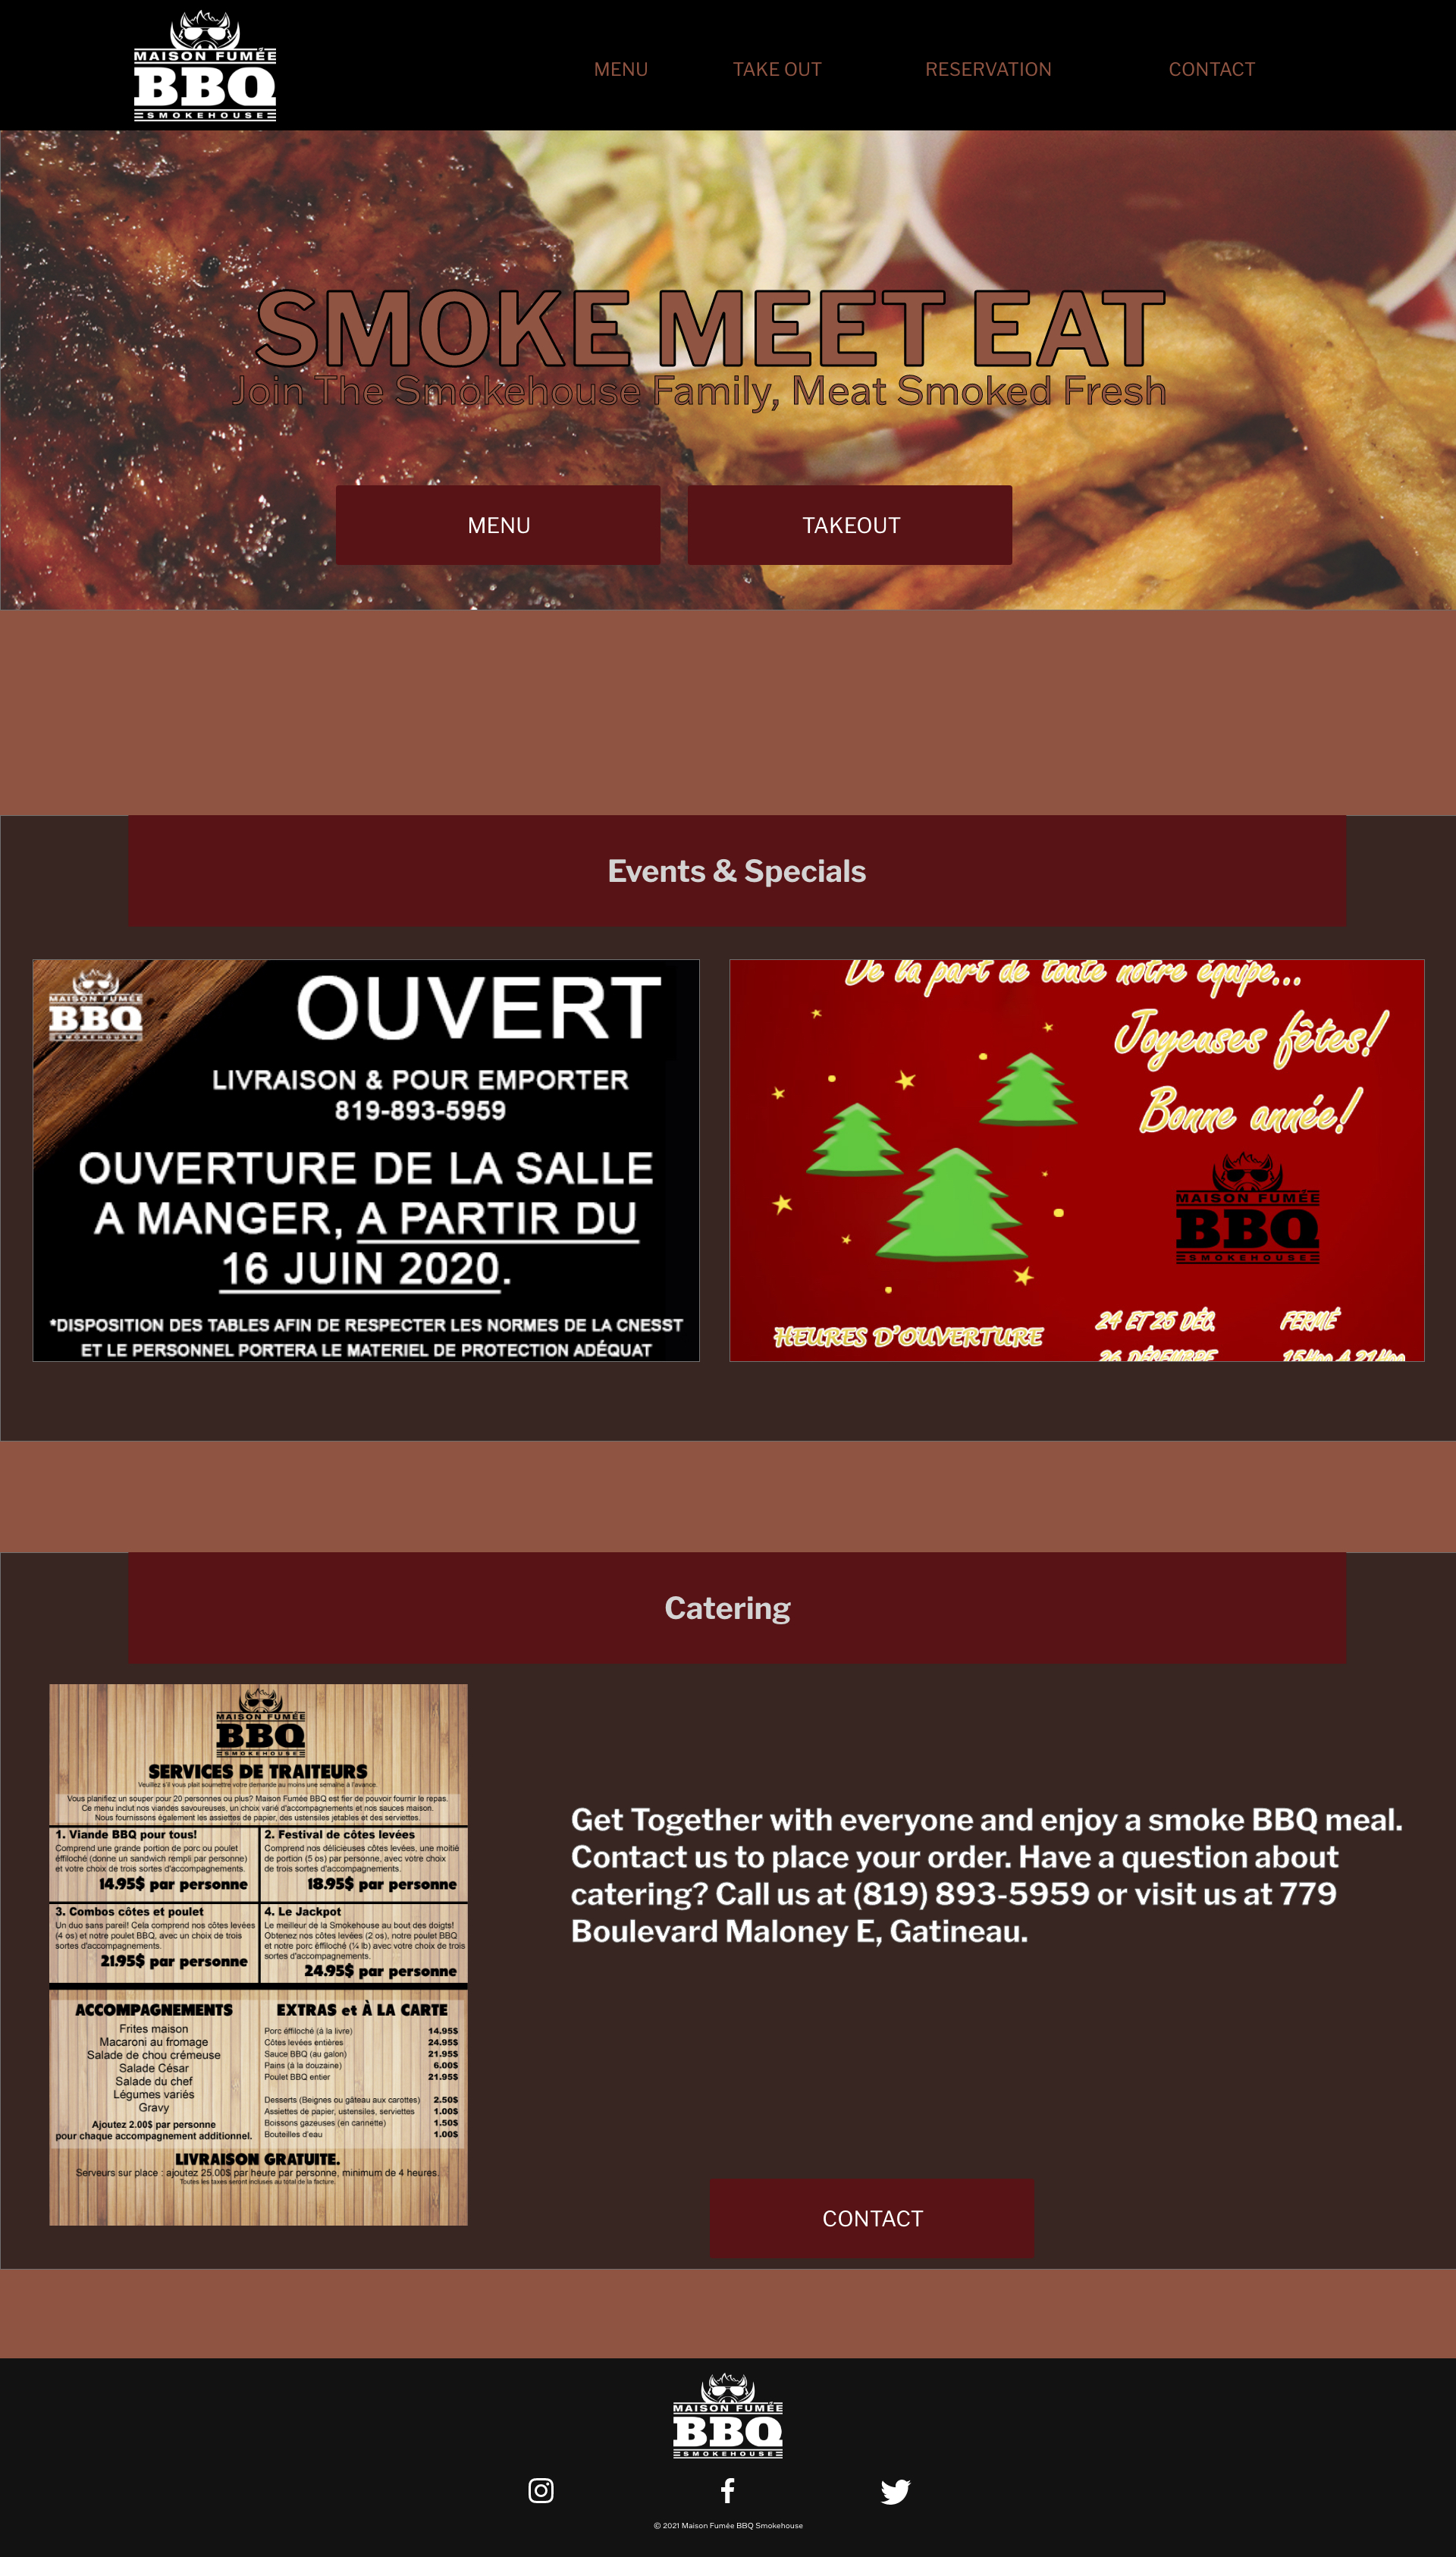 MAISON FUMÉE
BBQ
SMOKEHOUSE
MENU TAKE OUT RESERVATION CONTACT
SMOKE MEET EAT
Join The Smokehouse Family, Meat Smoked Fresh
MENU TAKEOUT
Events & Specials
MAISON FUMÉE
BBQ
SMOKEHOUSE
OUVERT
LIVRAISON & POUR EMPORTER
819-893-5959
OUVERTURE DE LA SALLE
A MANGER, A PARTIR DU
16 JUIN 2020.
*DISPOSITION DES TABLES AFIN DE RESPECTER LES NORMES DE LA CNESST
ET LE PERSONNEL PORTERA LE MATERIEL DE PROTECTION ADÉQUAT
De la part de toute notre équipe...
Joyeuses fêtes!
Bonne année!
MAISON FUMÉE
BBQ
SMOKEHOUSE
HEURES D'OUVERTURE
24 ET 25 DÉC. FERMÉ
26 DÉCEMBRE 15H00 À 21H00
Catering
MAISON FUMÉE
BBQ
SMOKEHOUSE
SERVICES DE TRAITEURS
Veuillez s'il vous plait soumettre votre demande au moins une semaine à l'avance.
Vous planifiez un souper pour 20 personnes ou plus? Maison Fumée BBQ est fier de pouvoir fournir le repas.
Ce menu inclut nos viandes savoureuses, un choix varié d'accompagnements et nos sauces maison.
Nous fournissons également les assiettes de papier, des ustensiles jetables et des serviettes.
1. Viande BBQ pour tous!
Comprend une grande portion de porc ou poulet
éffiloché (donne un sandwich rempli par personne)
et votre choix de trois sortes d'accompagnements.
14.95$ par personne
2. Festival de côtes levées
Comprend nos délicieuses côtes levées, une moitié
de portion (5 os) par personne, avec votre choix
de trois sortes d'accompagnements.
18.95$ par personne
3. Combos côtes et poulet
Un duo sans pareil! Cela comprend nos côtes levées
(4 os) et notre poulet BBQ, avec un choix de trois
sortes d'accompagnements.
21.95$ par personne
4. Le Jackpot
Le meilleur de la Smokehouse au bout des doigts!
Obtenez nos côtes levées (2 os), notre poulet BBQ
et notre porc éffiloché (¼ lb) avec votre choix de trois
sortes d'accompagnements.
24.95$ par personne
ACCOMPAGNEMENTS
Frites maison
Macaroni au fromage
Salade de chou crémeuse
Salade César
Salade du chef
Légumes variés
Gravy
Ajoutez 2.00$ par personne
pour chaque accompagnement additionnel.
EXTRAS et À LA CARTE
Porc éffiloché (à la livre) 14.95$
Côtes levées entières 24.95$
Sauce BBQ (au galon) 21.95$
Pains (à la douzaine) 6.00$
Poulet BBQ entier 21.95$
Desserts (Beignes ou gâteau aux carottes) 2.50$
Assiettes de papier, ustensiles, serviettes 1.00$
Boissons gazeuses (en cannette) 1.50$
Bouteilles d'eau 1.00$
LIVRAISON GRATUITE.
Serveurs sur place : ajoutez 25.00$ par heure par personne, minimum de 4 heures.
Toutes les taxes seront incluses au total de la facture.
Get Together with everyone and enjoy a smoke BBQ meal.
Contact us to place your order. Have a question about
catering? Call us at (819) 893-5959 or visit us at 779
Boulevard Maloney E, Gatineau.
CONTACT
MAISON FUMÉE
BBQ
SMOKEHOUSE
© 2021 Maison Fumée BBQ Smokehouse